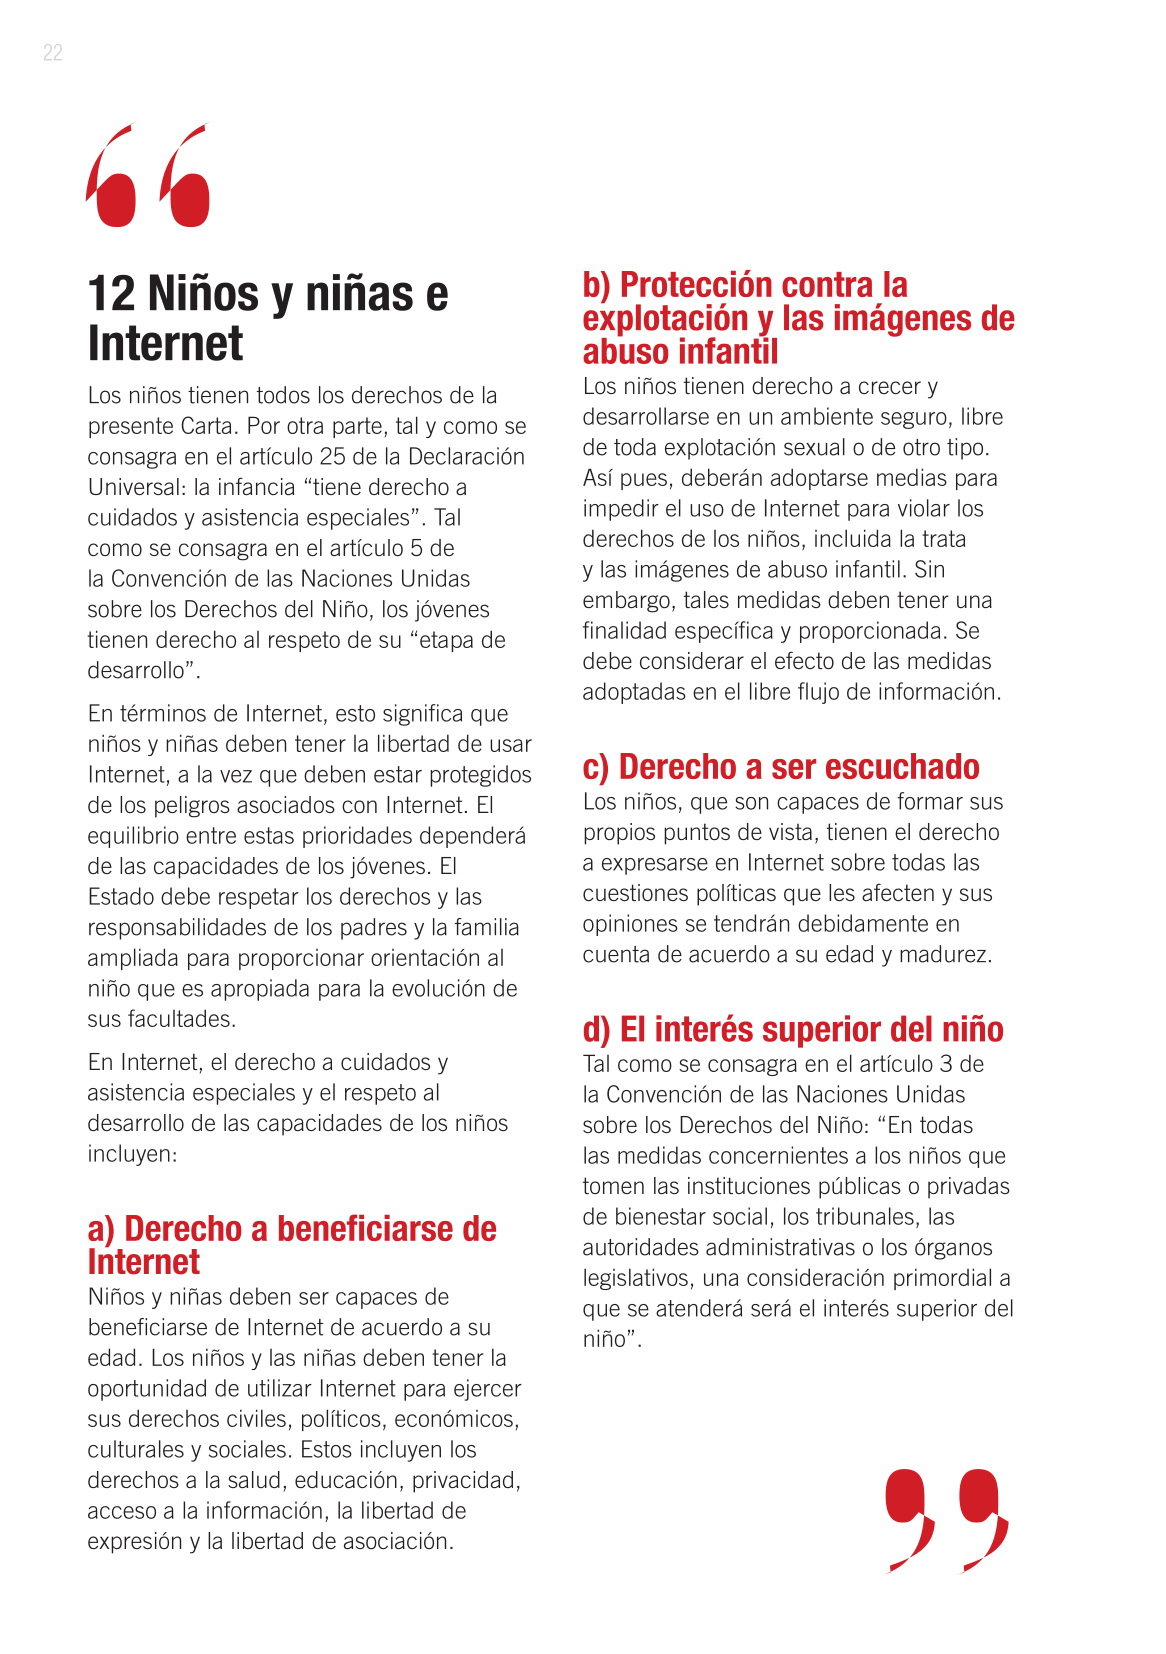 22
“
12 Niños y niñas e
Internet
Los niños tienen todos los derechos de la
presente Carta. Por otra parte, tal y como se
consagra en el artículo 25 de la Declaración
Universal: la infancia “tiene derecho a
cuidados y asistencia especiales”. Tal
como se consagra en el artículo 5 de
la Convención de las Naciones Unidas
sobre los Derechos del Niño, los jóvenes
tienen derecho al respeto de su “etapa de
desarrollo”.
En términos de Internet, esto significa que
niños y niñas deben tener la libertad de usar
Internet, a la vez que deben estar protegidos
de los peligros asociados con Internet. El
equilibrio entre estas prioridades dependerá
de las capacidades de los jóvenes. El
Estado debe respetar los derechos y las
responsabilidades de los padres y la familia
ampliada para proporcionar orientación al
niño que es apropiada para la evolución de
sus facultades.
En Internet, el derecho a cuidados y
asistencia especiales y el respeto al
desarrollo de las capacidades de los niños
incluyen:
a) Derecho a beneficiarse de
Internet
Niños y niñas deben ser capaces de
beneficiarse de Internet de acuerdo a su
edad. Los niños y las niñas deben tener la
oportunidad de utilizar Internet para ejercer
sus derechos civiles, políticos, económicos,
culturales y sociales. Estos incluyen los
derechos a la salud, educación, privacidad,
acceso a la información, la libertad de
expresión y la libertad de asociación.
b) Protección contra la
explotación y las imágenes de
abuso infantil
Los niños tienen derecho a crecer y
desarrollarse en un ambiente seguro, libre
de toda explotación sexual o de otro tipo.
Así pues, deberán adoptarse medias para
impedir el uso de Internet para violar los
derechos de los niños, incluida la trata
y las imágenes de abuso infantil. Sin
embargo, tales medidas deben tener una
finalidad específica y proporcionada. Se
debe considerar el efecto de las medidas
adoptadas en el libre flujo de información.
c) Derecho a ser escuchado
Los niños, que son capaces de formar sus
propios puntos de vista, tienen el derecho
a expresarse en Internet sobre todas las
cuestiones políticas que les afecten y sus
opiniones se tendrán debidamente en
cuenta de acuerdo a su edad y madurez.
d) El interés superior del niño
Tal como se consagra en el artículo 3 de
la Convención de las Naciones Unidas
sobre los Derechos del Niño: “En todas
las medidas concernientes a los niños que
tomen las instituciones públicas o privadas
de bienestar social, los tribunales, las
autoridades administrativas o los órganos
legislativos, una consideración primordial a
que se atenderá será el interés superior del
niño”.
”